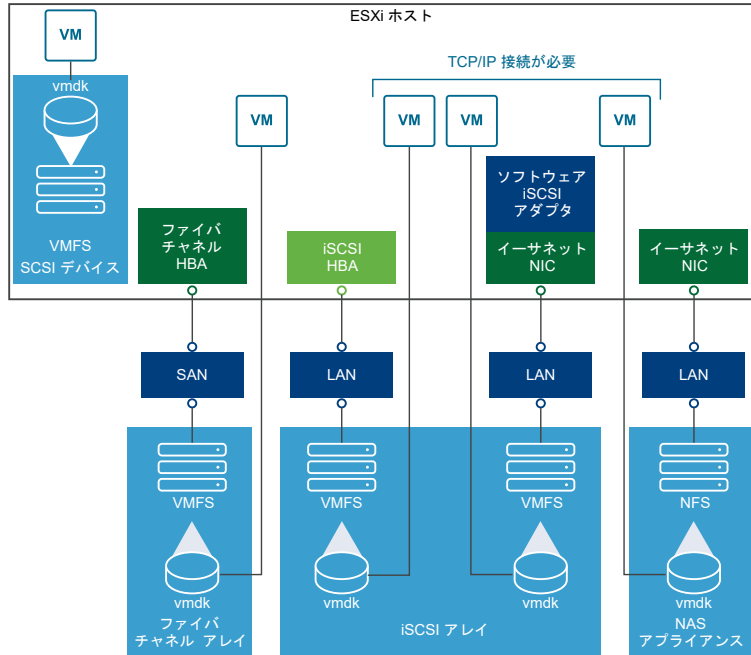 ESXi ホスト
VM
vmdk
VMFS
SCSI デバイス
TCP/IP 接続が必要
VM
VM
VM
VM
ファイバ
チャネル
HBA
iSCSI
HBA
ソフトウェア
iSCSI
アダプタ
イーサネット
NIC
イーサネット
NIC
SAN
LAN
LAN
LAN
VMFS
VMFS
VMFS
NFS
vmdk
vmdk
vmdk
vmdk
ファイバ
チャネル アレイ
iSCSI アレイ
NAS
アプライアンス